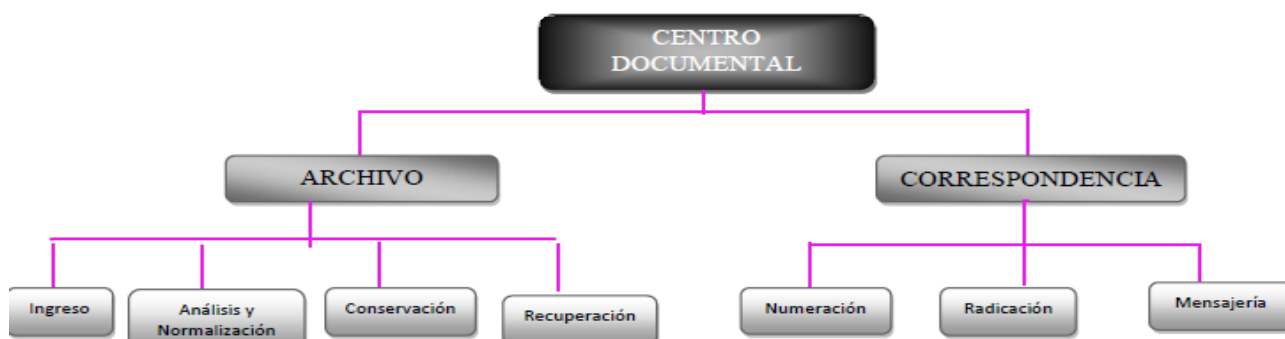 CENTRO
DOCUMENTAL
ARCHIVO
CORRESPONDENCIA
Ingreso
Análisis y
Normalización
Conservación
Recuperación
Numeración
Radicación
Mensajería